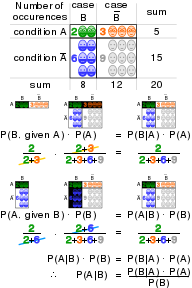 Number of occurences case B case B̅ sum
condition A 2 3 5
condition A̅ 6 9 15
sum 8 12 20
P(B. given A) · P(A) = P(B|A) · P(A)
2/2+3 · 2+3/2+3+6+9 = 2/2+3+6+9
P(A. given B) · P(B) = P(A|B) · P(B)
2/2+6 · 2+6/2+3+6+9 = 2/2+3+6+9
P(A|B) · P(B) = P(B|A) · P(A)
∴ P(A|B) = P(B|A) · P(A)/P(B)